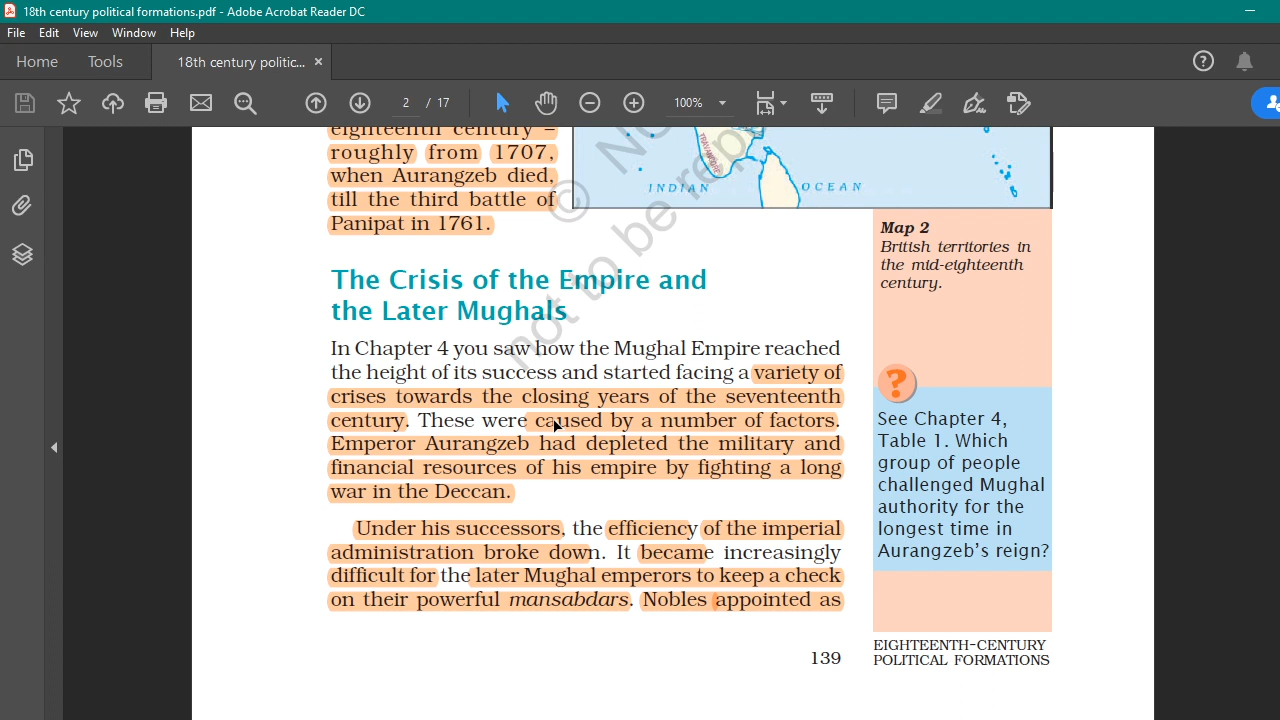 18th century political formations.pdf - Adobe Acrobat Reader DC
File Edit View Window Help
Home Tools 18th century politic... ×
2 / 17 100%
eighteenth century –
roughly from 1707,
when Aurangzeb died,
till the third battle of
Panipat in 1761.
TRAVANCORE
INDIAN OCEAN
© No
not to be rep
Map 2
British territories in
the mid-eighteenth
century.
The Crisis of the Empire and
the Later Mughals
In Chapter 4 you saw how the Mughal Empire reached
the height of its success and started facing a variety of
crises towards the closing years of the seventeenth
century. These were caused by a number of factors.
Emperor Aurangzeb had depleted the military and
financial resources of his empire by fighting a long
war in the Deccan.
Under his successors, the efficiency of the imperial
administration broke down. It became increasingly
difficult for the later Mughal emperors to keep a check
on their powerful mansabdars. Nobles appointed as
?
See Chapter 4,
Table 1. Which
group of people
challenged Mughal
authority for the
longest time in
Aurangzeb's reign?
139
EIGHTEENTH-CENTURY
POLITICAL FORMATIONS